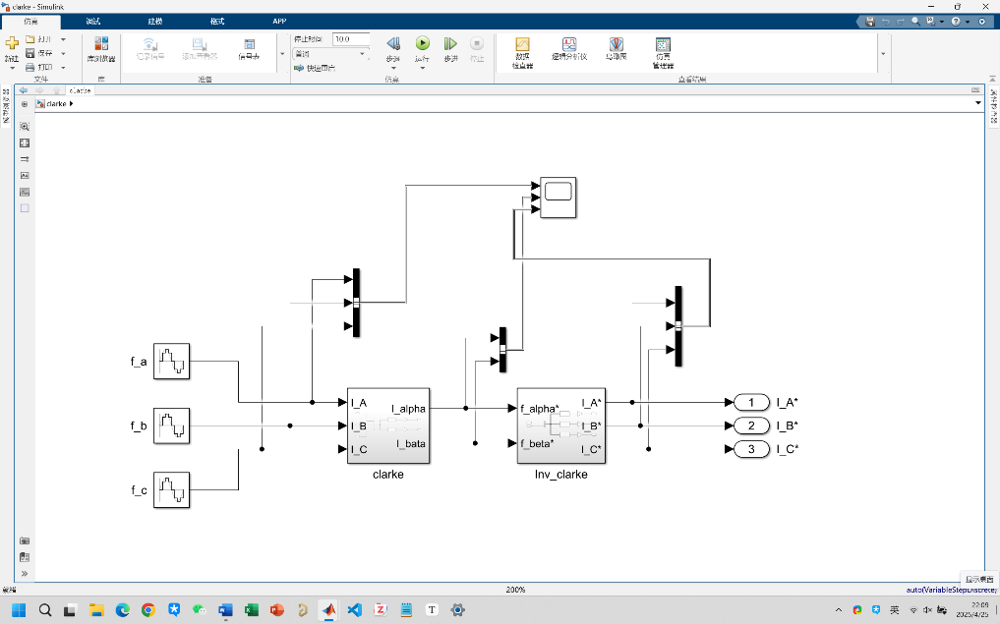 clarke - Simulink
仿真 调试 建模 格式 APP
新建 打开 保存 打印 文件
库浏览器 库
记录信号 添加查看器 信号表 准备
停止时间 10.0
普通
快速重启
步退 运行 步进 停止 仿真
数据检查器 逻辑分析仪 鸟瞰图 仿真管理器 查看结果
clarke
clarke
f_a
f_b
f_c
I_A
I_B
I_C
I_alpha
I_bata
clarke
f_alpha*
f_beta*
I_A*
I_B*
I_C*
Inv_clarke
1 I_A*
2 I_B*
3 I_C*
显示桌面
就绪 200% auto(VariableStepDiscrete)
英 22:09
2025/4/25